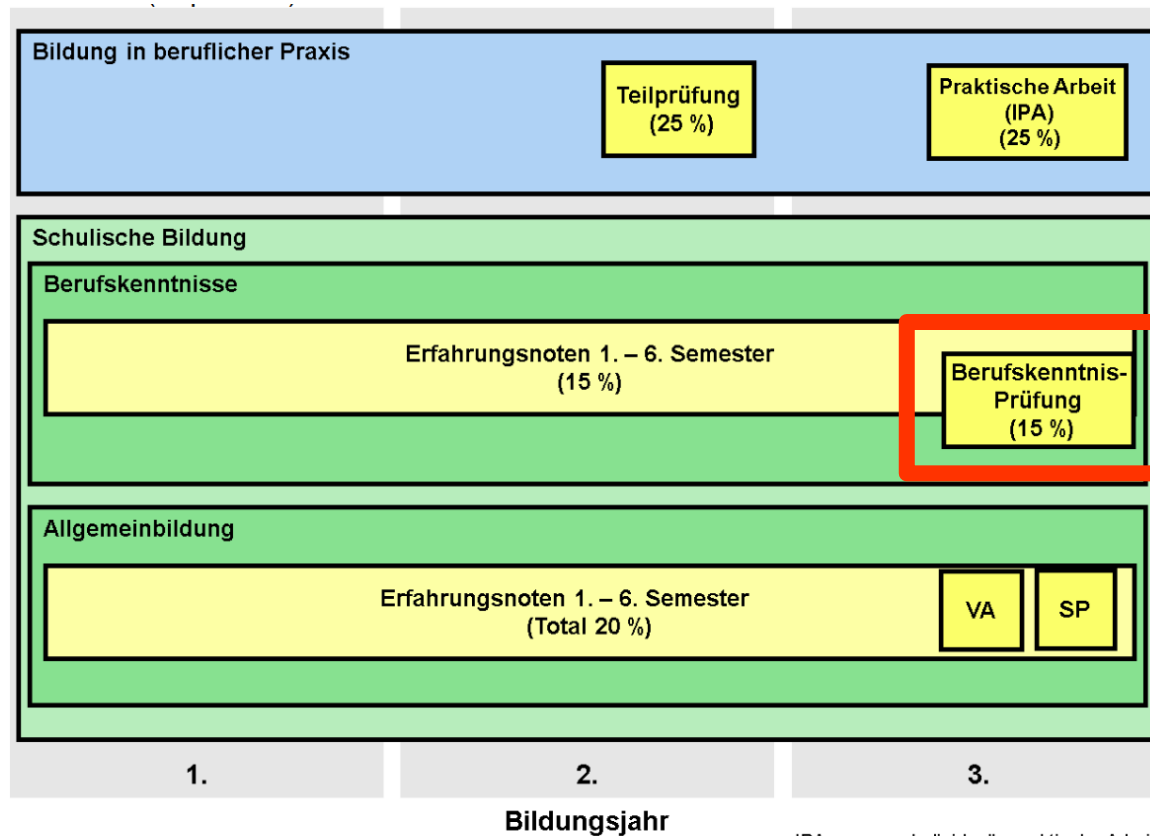 Bildung in beruflicher Praxis
Teilprüfung
(25 %)
Praktische Arbeit
(IPA)
(25 %)
Schulische Bildung
Berufskenntnisse
Erfahrungsnoten 1. – 6. Semester
(15 %)
Berufskenntnis-
Prüfung
(15 %)
Allgemeinbildung
Erfahrungsnoten 1. – 6. Semester
(Total 20 %)
VA
SP
1.
2.
3.
Bildungsjahr